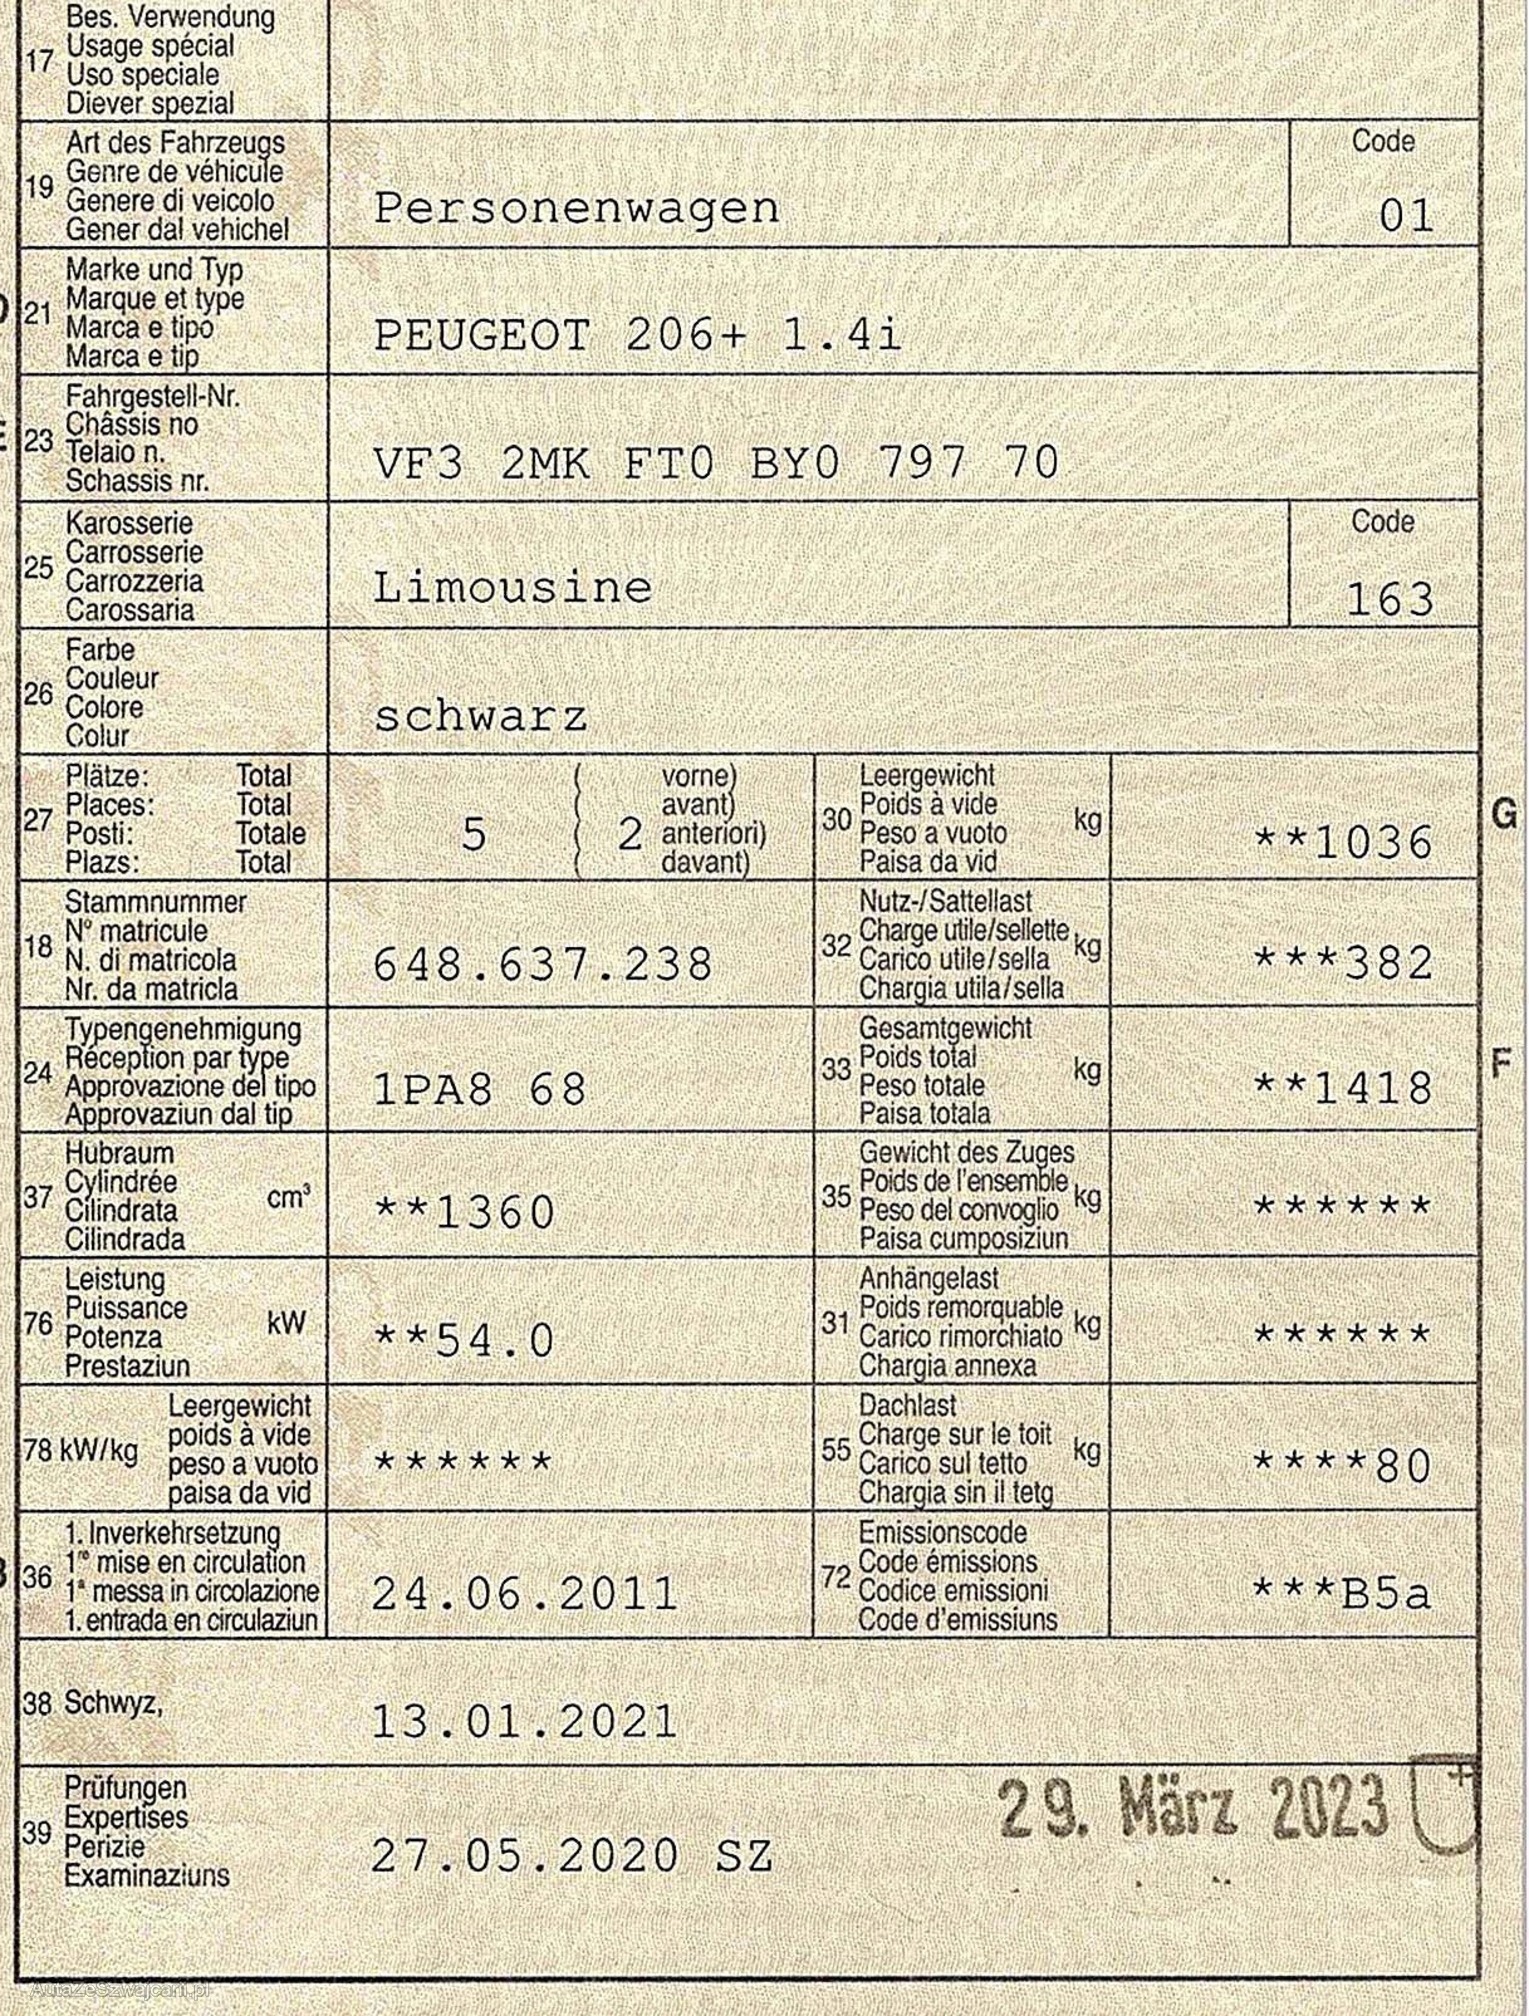 Bes. Verwendung
17 Usage spécial
Uso speciale
Diever spezial
Art des Fahrzeugs Code
19 Genre de véhicule
Genere di veicolo Personenwagen 01
Gener dal vehichel
Marke und Typ
21 Marque et type
Marca e tipo PEUGEOT 206+ 1.4i
Marca e tip
Fahrgestell-Nr.
23 Châssis no
Telaio n. VF3 2MK FT0 BY0 797 70
Schassis nr.
Karosserie Code
25 Carrosserie
Carrozzeria Limousine 163
Carossaria
Farbe
26 Couleur
Colore schwarz
Colur
Plätze: Total ( vorne) Leergewicht
27 Places: Total ( avant) 30 Poids à vide kg G
Posti: Totale 5 ( 2 anteriori) Peso a vuoto **1036
Plazs: Total ( davant) Paisa da vid
Stammnummer Nutz-/Sattellast
18 Nº matricule 32 Charge utile/sellette kg
N. di matricola 648.637.238 Carico utile/sella ***382
Nr. da matricla Chargia utila/sella
Typengenehmigung Gesamtgewicht
24 Réception par type 33 Poids total kg F
Approvazione del tipo 1PA8 68 Peso totale **1418
Approvaziun dal tip Paisa totala
Hubraum Gewicht des Zuges
37 Cylindrée cm³ 35 Poids de l'ensemble kg
Cilindrata **1360 Peso del convoglio ******
Cilindrada Paisa cumposiziun
Leistung Anhängelast
76 Puissance kW 31 Poids remorquable kg
Potenza **54.0 Carico rimorchiato ******
Prestaziun Chargia annexa
Leergewicht Dachlast
78 kW/kg poids à vide 55 Charge sur le toit kg
peso a vuoto ****** Carico sul tetto ****80
paisa da vid Chargia sin il tetg
1. Inverkehrsetzung Emissionscode
36 1re mise en circulation 72 Code émissions
1a messa in circolazione 24.06.2011 Codice emissioni ***B5a
1. entrada en circulaziun Code d'emissiuns
38 Schwyz, 13.01.2021
Prüfungen 29. März 2023
39 Expertises
Perizie 27.05.2020 SZ
Examinaziuns
AutaZeSzwajcarii.pl